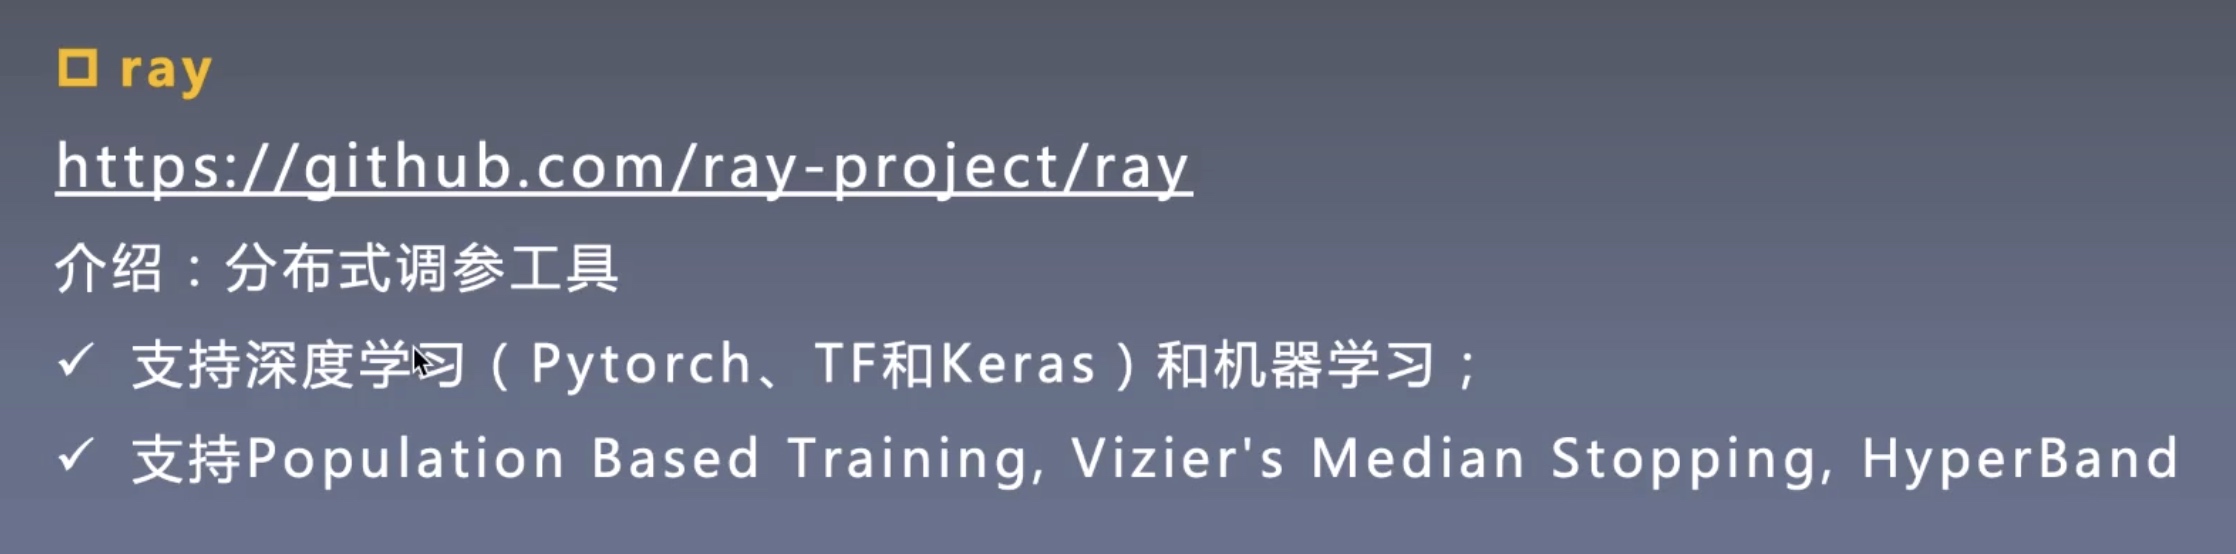 ray
https://github.com/ray-project/ray
介绍：分布式调参工具
✓ 支持深度学习（Pytorch、TF和Keras）和机器学习；
✓ 支持Population Based Training, Vizier's Median Stopping, HyperBand